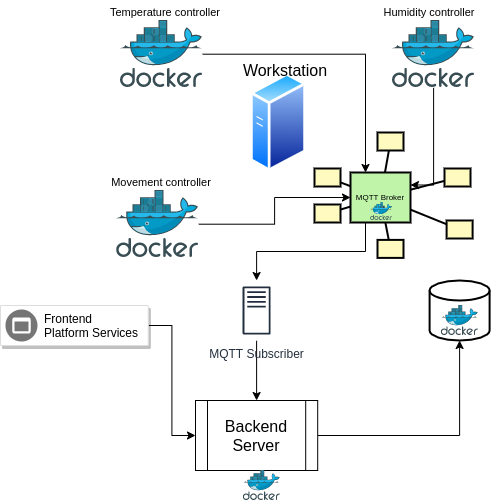 Temperature controller
docker
Humidity controller
docker
Workstation
Movement controller
docker
MQTT Broker
docker
Frontend
Platform Services
MQTT Subscriber
docker
Backend
Server
docker